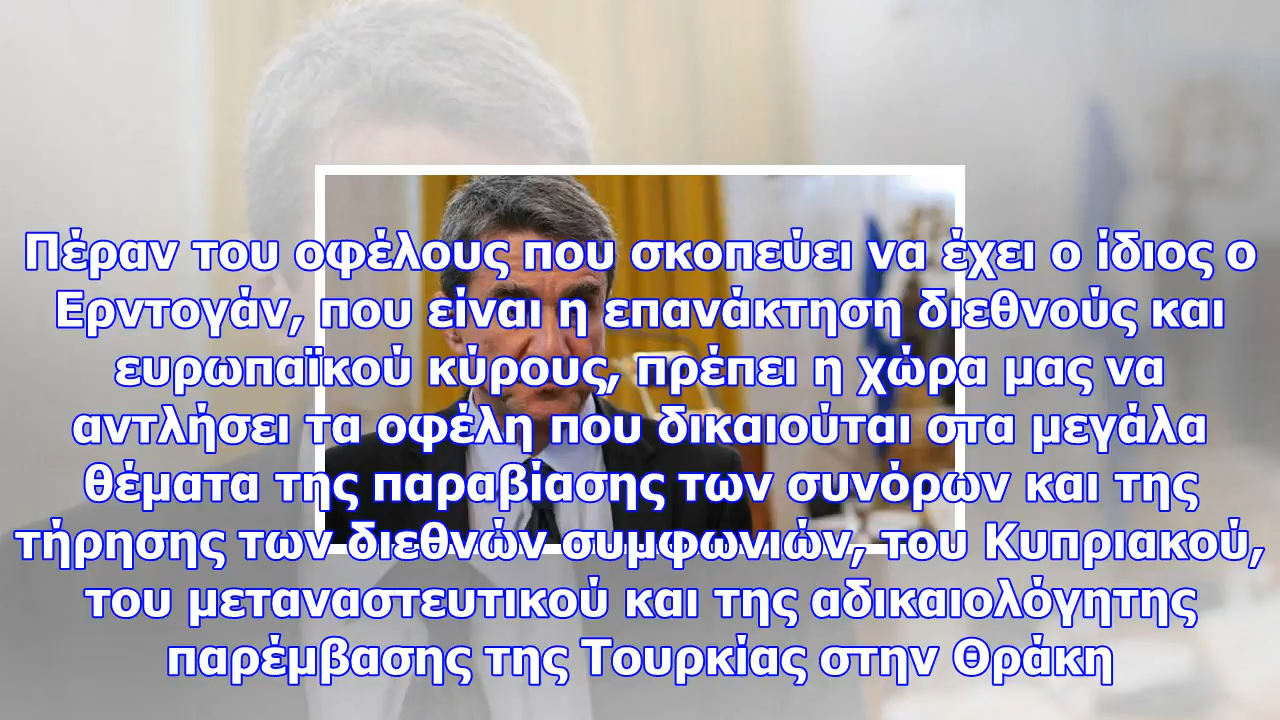 Πέραν του οφέλους που σκοπεύει να έχει ο ίδιος ο
Ερντογάν, που είναι η επανάκτηση διεθνούς και
ευρωπαϊκού κύρους, πρέπει η χώρα μας να
αντλήσει τα οφέλη που δικαιούται στα μεγάλα
θέματα της παραβίασης των συνόρων και της
τήρησης των διεθνών συμφωνιών, του Κυπριακού,
του μεταναστευτικού και της αδικαιολόγητης
παρέμβασης της Τουρκίας στην Θράκη